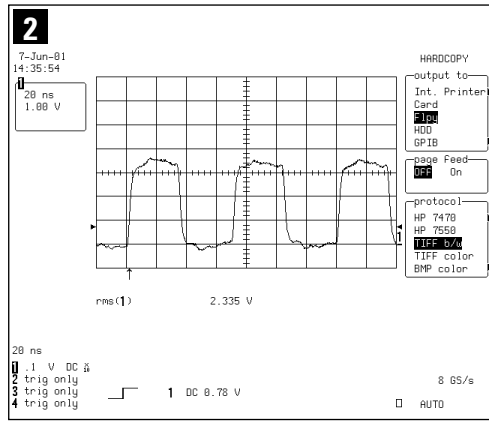 2
7-Jun-01
14:35:54
1
20 ns
1.00 V
HARDCOPY
output to
Int. Printer
Card
Flpy
HDD
GPIB
page feed
OFF On
protocol
HP 7470
HP 7550
TIFF b/w
TIFF color
BMP color
1
rms(1) 2.335 V
20 ns
1 .1 V DC X10
2 trig only
3 trig only
4 trig only
1 DC 0.78 V
8 GS/s
AUTO